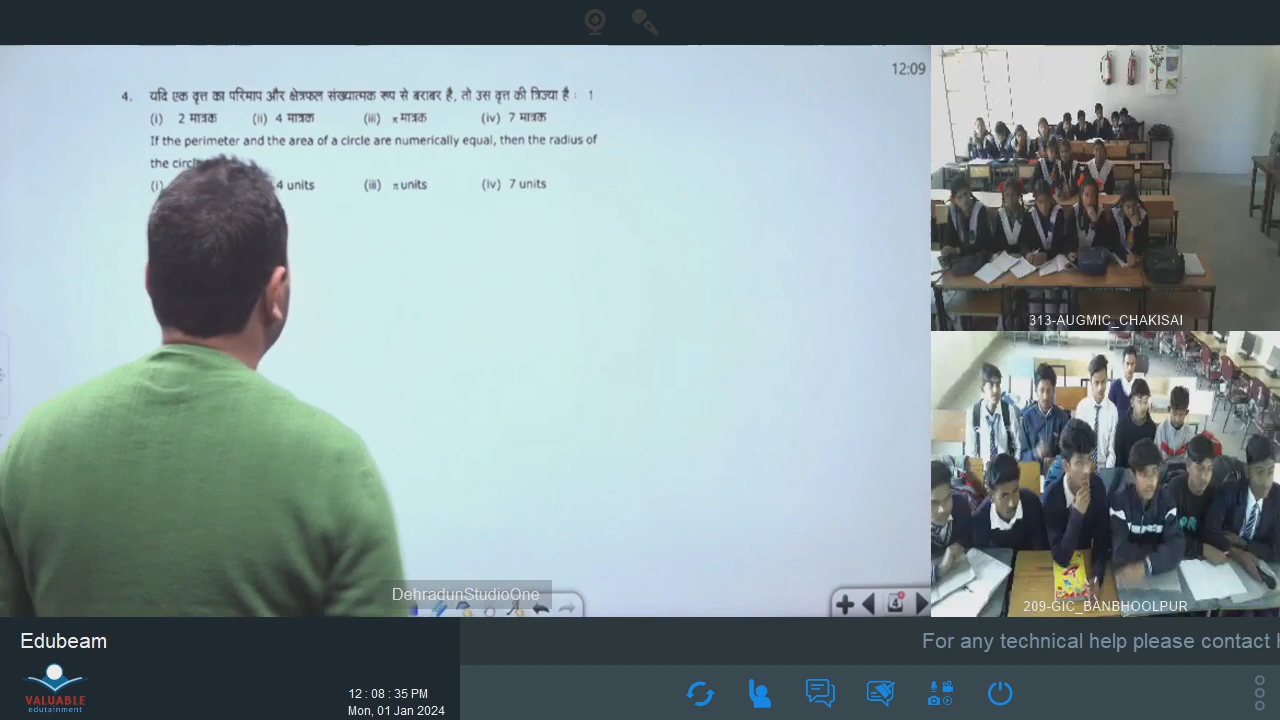 12:09
4. यदि एक वृत्त का परिमाप और क्षेत्रफल संख्यात्मक रूप से बराबर है, तो उस वृत्त की त्रिज्या है : 1
(i) 2 मात्रक (ii) 4 मात्रक (iii) π मात्रक (iv) 7 मात्रक
If the perimeter and the area of a circle are numerically equal, then the radius of
the circle
(i) 4 units (iii) π units (iv) 7 units
313-AUGMIC_CHAKISAI
209-GIC_BANBHOOLPUR
DehradunStudioOne
4
Edubeam
For any technical help please contact
VALUABLE
edutainment
12 : 08 : 35 PM
Mon, 01 Jan 2024